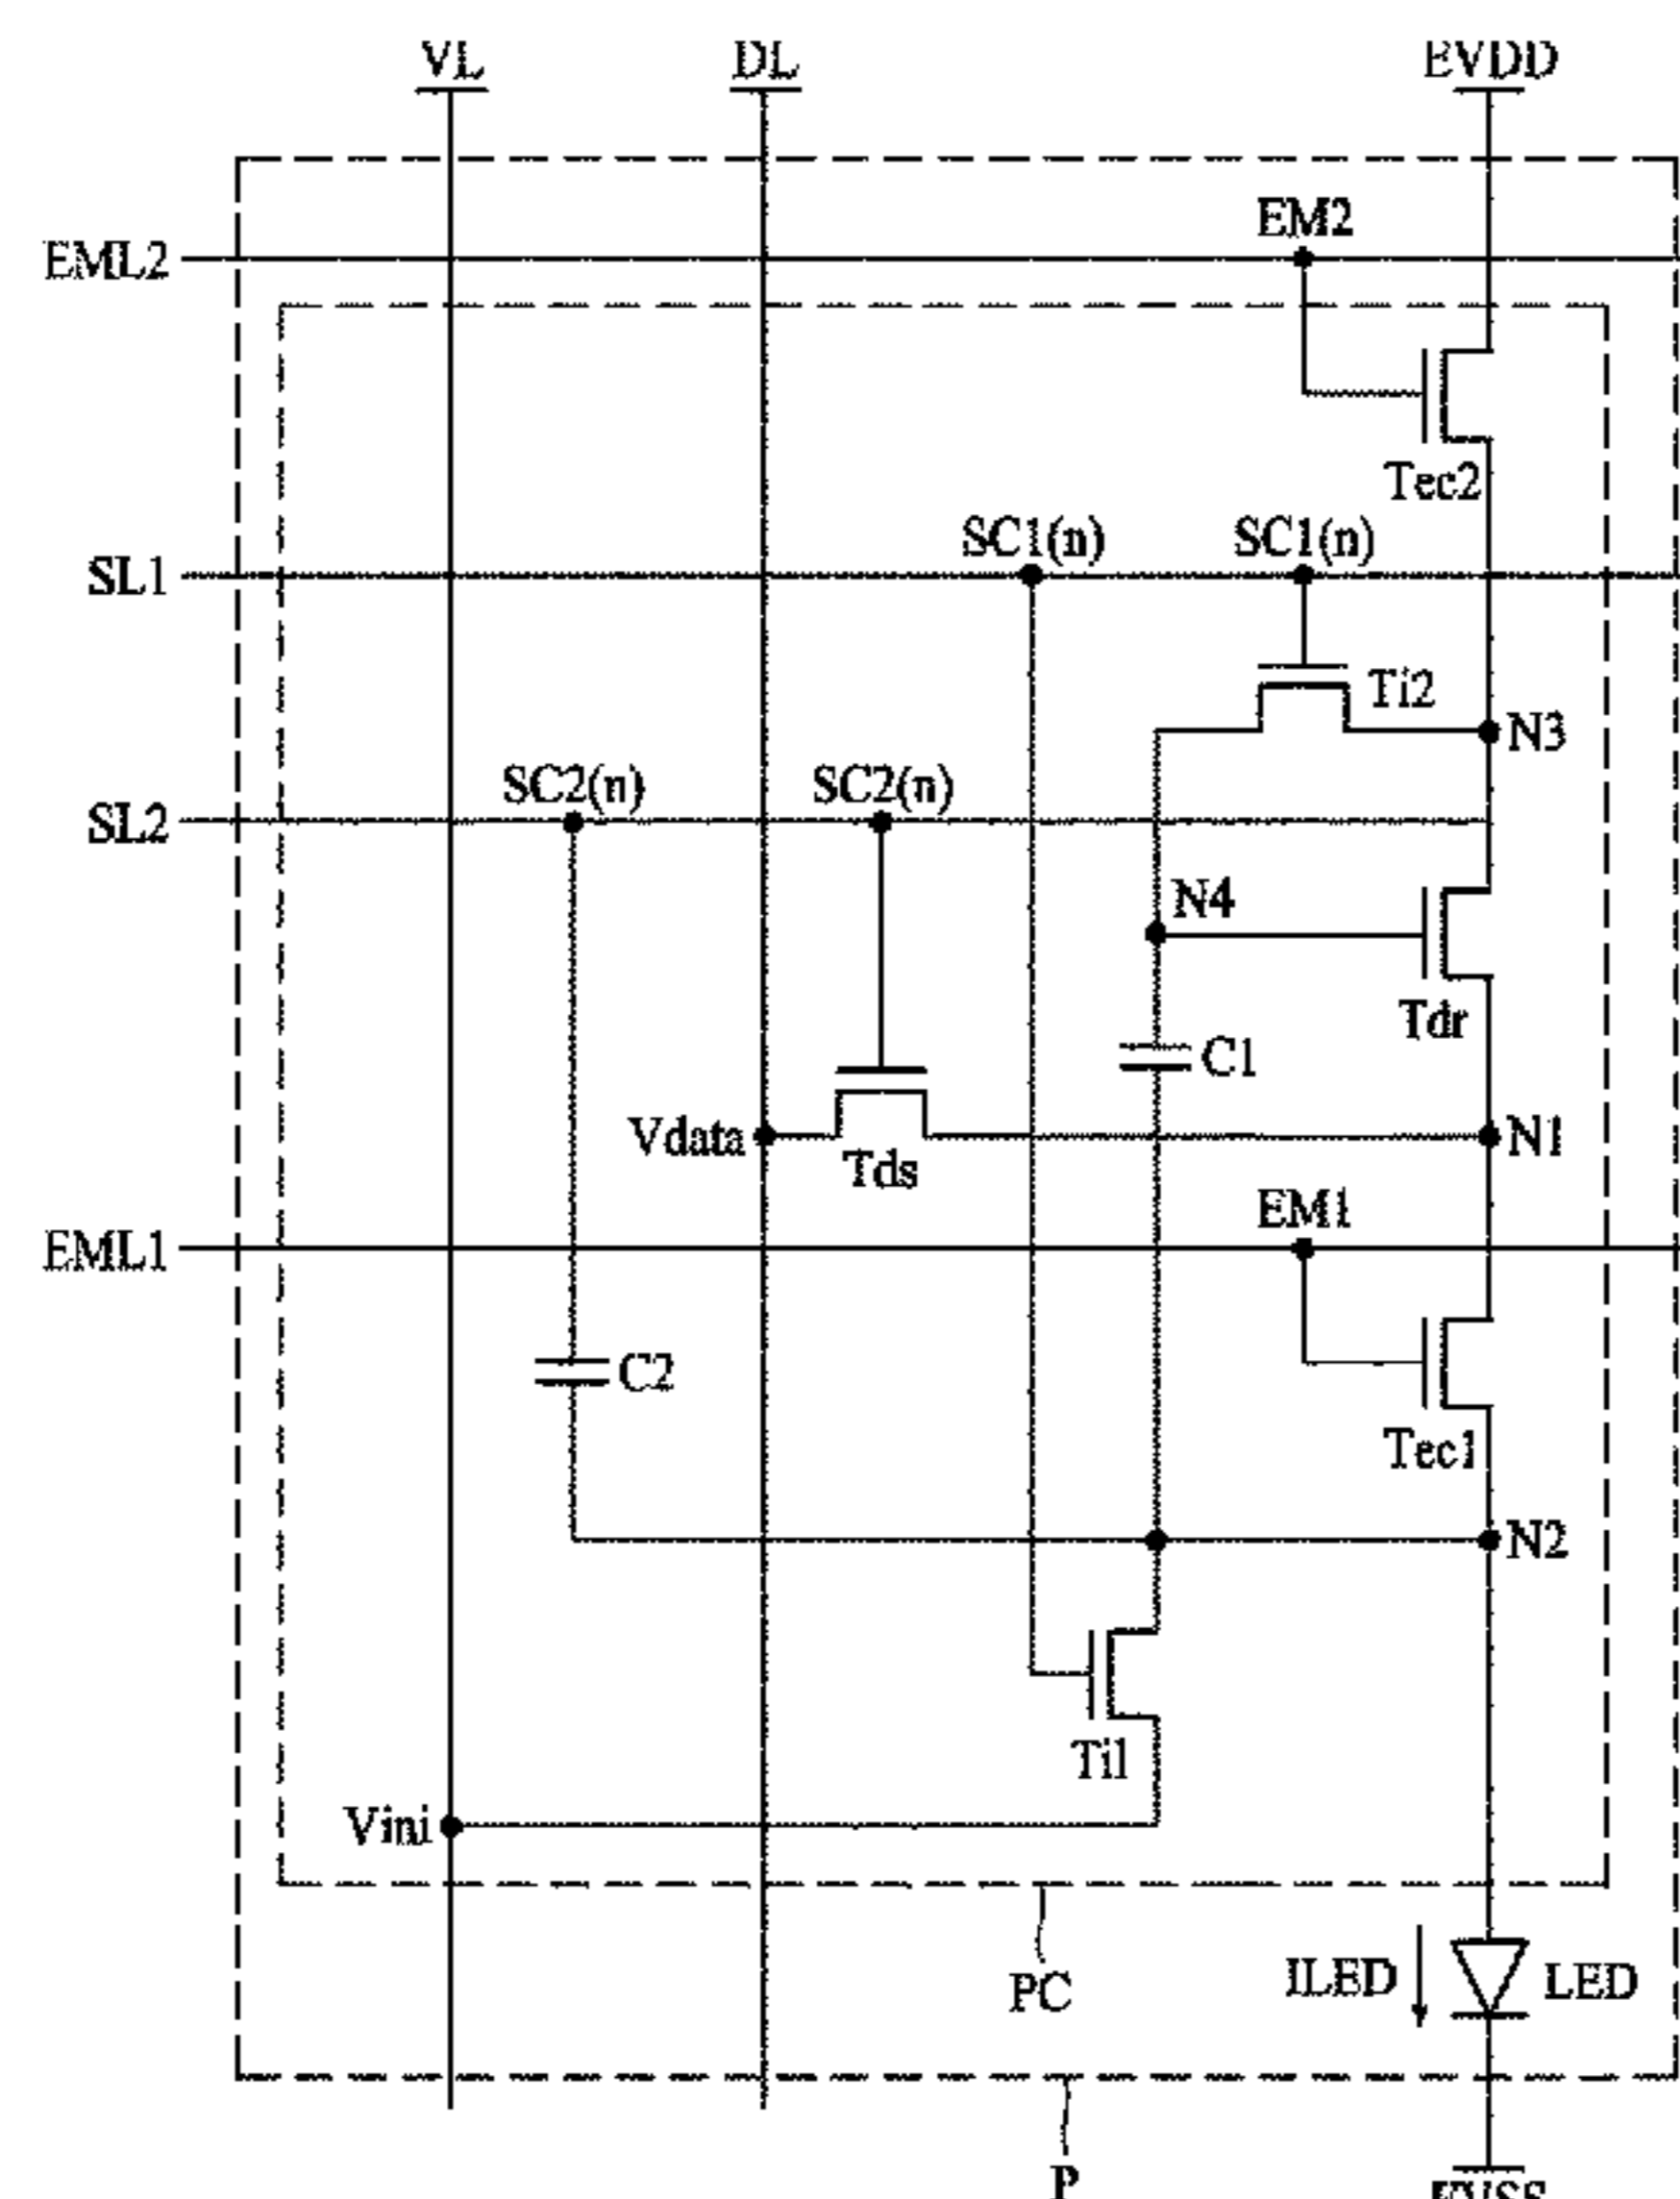 VL DL EVDD
EM2
EML2
Tec2
SC1(n) SC1(n)
SL1
Ti2
N3
SC2(n) SC2(n)
SL2
N4
Tdr
C1
Vdata
Tds
N1
EM1
EML1
C2
Tec1
N2
Ti1
Vini
PC
ILED
LED
P
EVSS